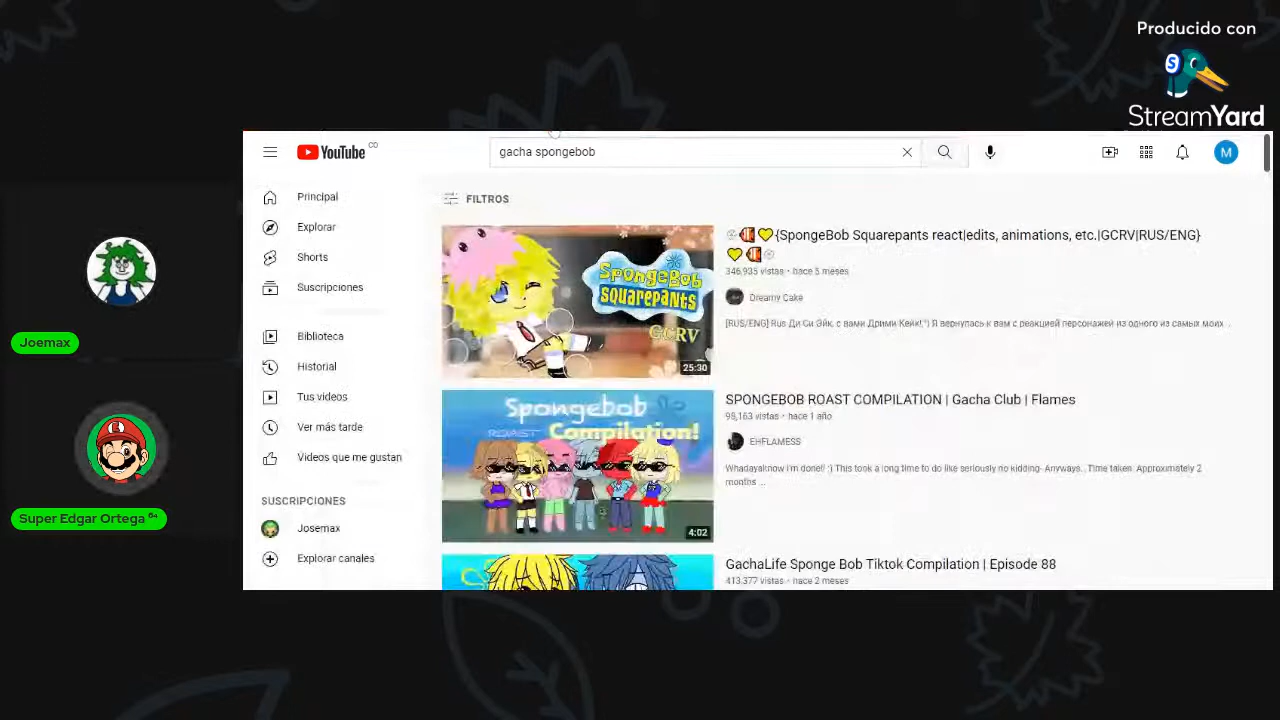 Producido con
StreamYard
YouTube CO
gacha spongebob
M
Principal
Explorar
Shorts
Suscripciones
Biblioteca
Historial
Tus videos
Ver más tarde
Videos que me gustan
SUSCRIPCIONES
Josemax
Explorar canales
FILTROS
SpongeBob
SQUAREPANTS
GCRV
25:30
{SpongeBob Squarepants react|edits, animations, etc.|GCRV|RUS/ENG}
346,935 vistas • hace 5 meses
Dreamy Cake
[RUS/ENG] Rus Ди Си Эйк, с вами Дрими Кейк!.") Я вернулась к вам с реакцией персонажей из одного из самых моих ...
Spongebob
ROAST Compilation!
4:02
SPONGEBOB ROAST COMPILATION | Gacha Club | Flames
98,163 vistas • hace 1 año
EHFLAMESS
Whadayaknow I'm done!! :) This took a long time to do like seriously no kidding- Anyways.. Time taken: Approximately 2
months ...
GachaLife Sponge Bob Tiktok Compilation | Episode 88
413,377 vistas • hace 2 meses
Joemax
Super Edgar Ortega ⁶⁴